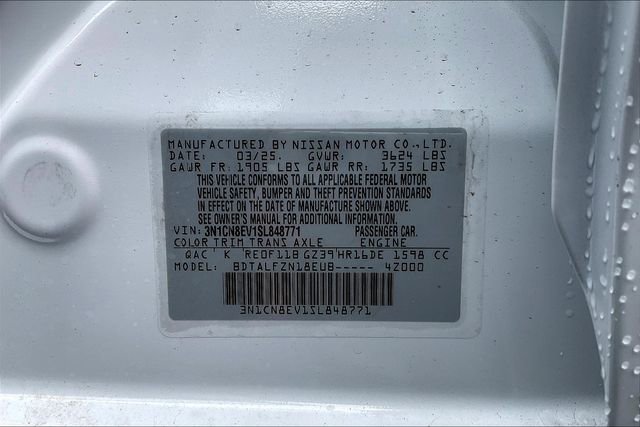 MANUFACTURED BY NISSAN MOTOR CO.,LTD.
DATE: 03/25. GVWR: 3624 LBS
GAWR FR: 1905 LBS GAWR RR: 1735 LBS
THIS VEHICLE CONFORMS TO ALL APPLICABLE FEDERAL MOTOR
VEHICLE SAFETY, BUMPER AND THEFT PREVENTION STANDARDS
IN EFFECT ON THE DATE OF MANUFACTURE SHOWN ABOVE.
SEE OWNER'S MANUAL FOR ADDITIONAL INFORMATION.
VIN: 3N1CN8EV1SL848771 PASSENGER CAR.
COLOR TRIM TRANS AXLE ENGINE
QAC K RE0F11B GZ39 HR16DE 1598 CC
MODEL: BDTALFZN18EUB----- 4Z000
3N1CN8EV1SL848771